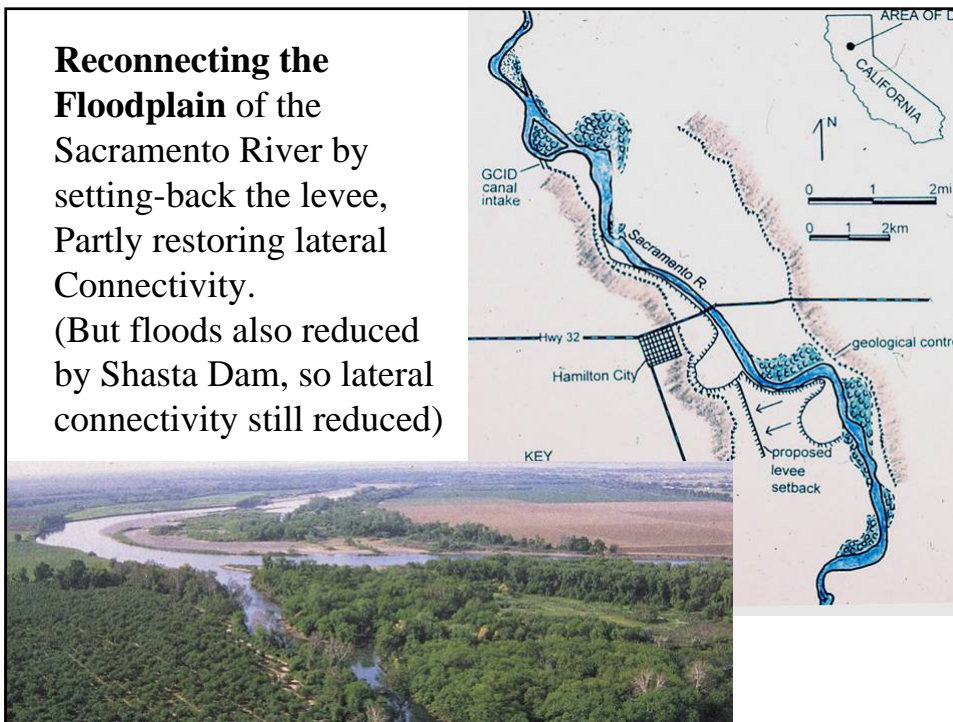 Reconnecting the
Floodplain of the
Sacramento River by
setting-back the levee,
Partly restoring lateral
Connectivity.
(But floods also reduced
by Shasta Dam, so lateral
connectivity still reduced)
AREA OF
CALIFORNIA
N
0 1 2mi
0 2km
GCID
canal
intake
Sacramento R.
Hwy 32
Hamilton City
geological
proposed
levee
setback
KEY